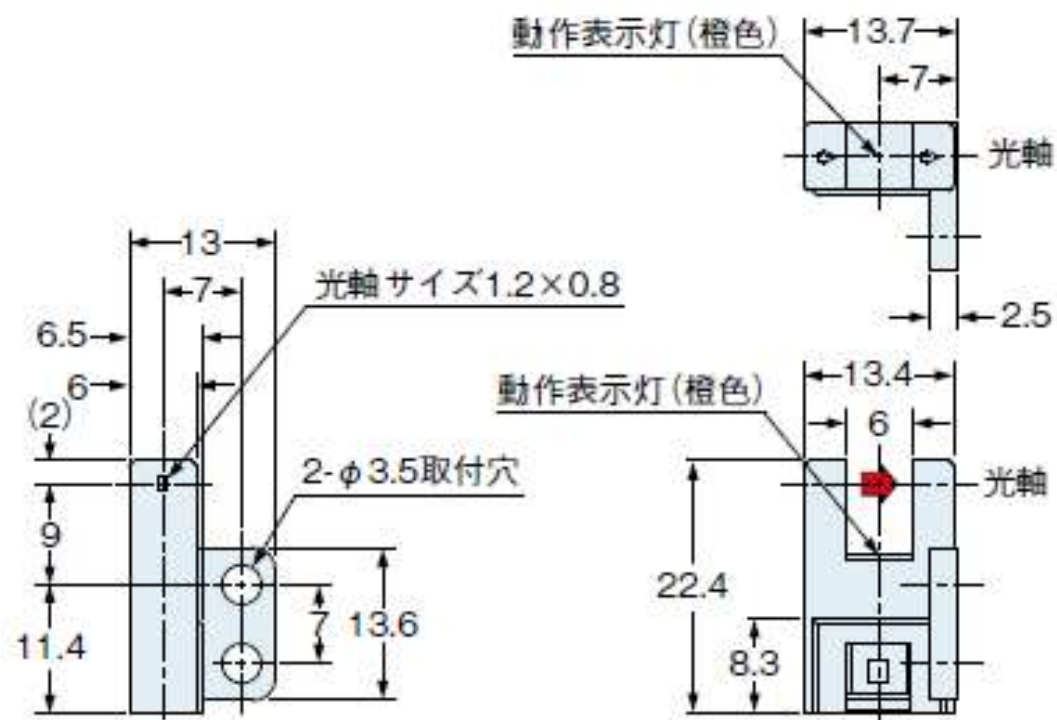 動作表示灯(橙色)
13.7
7
光軸
2.5
13
7
光軸サイズ1.2×0.8
6.5
6
(2)
9
11.4
2-φ3.5取付穴
7
13.6
動作表示灯(橙色)
13.4
6
光軸
22.4
8.3